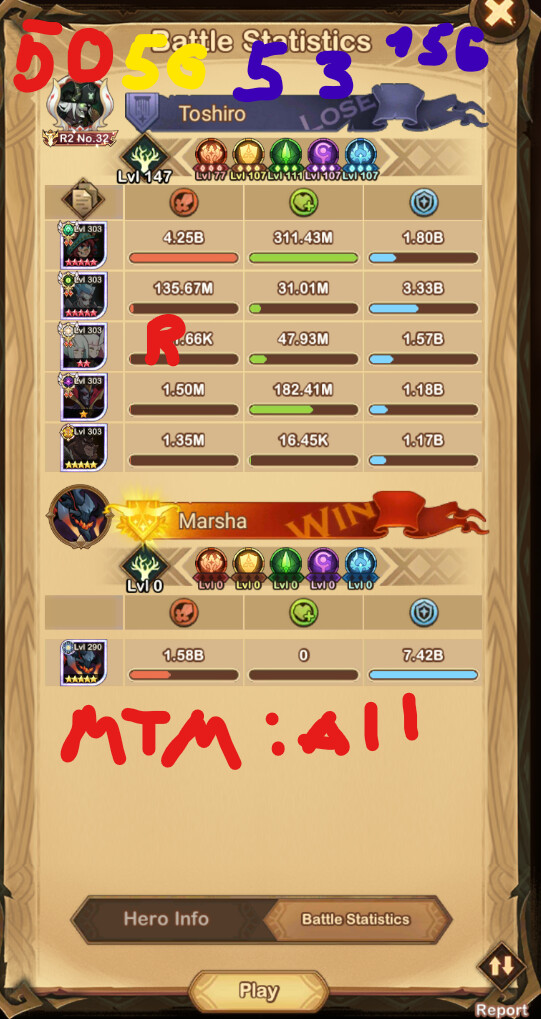 50 56 53 156
Battle Statistics
R2 No.32
Toshiro
LOSE
Lvl 147
Lvl 77 Lvl 107 Lvl 111 Lvl 107 Lvl 107
Lvl 303
4.25B 311.43M 1.80B
Lvl 303
135.67M 31.01M 3.33B
Lvl 303
R .66K 47.93M 1.57B
Lvl 303
1.50M 182.41M 1.18B
Lvl 303
1.35M 16.45K 1.17B
Marsha
WIN
Lvl 0
Lvl 0 Lvl 0 Lvl 0 Lvl 0 Lvl 0
Lvl 290
1.58B 0 7.42B
MTM : All
Hero Info Battle Statistics
Play
Report